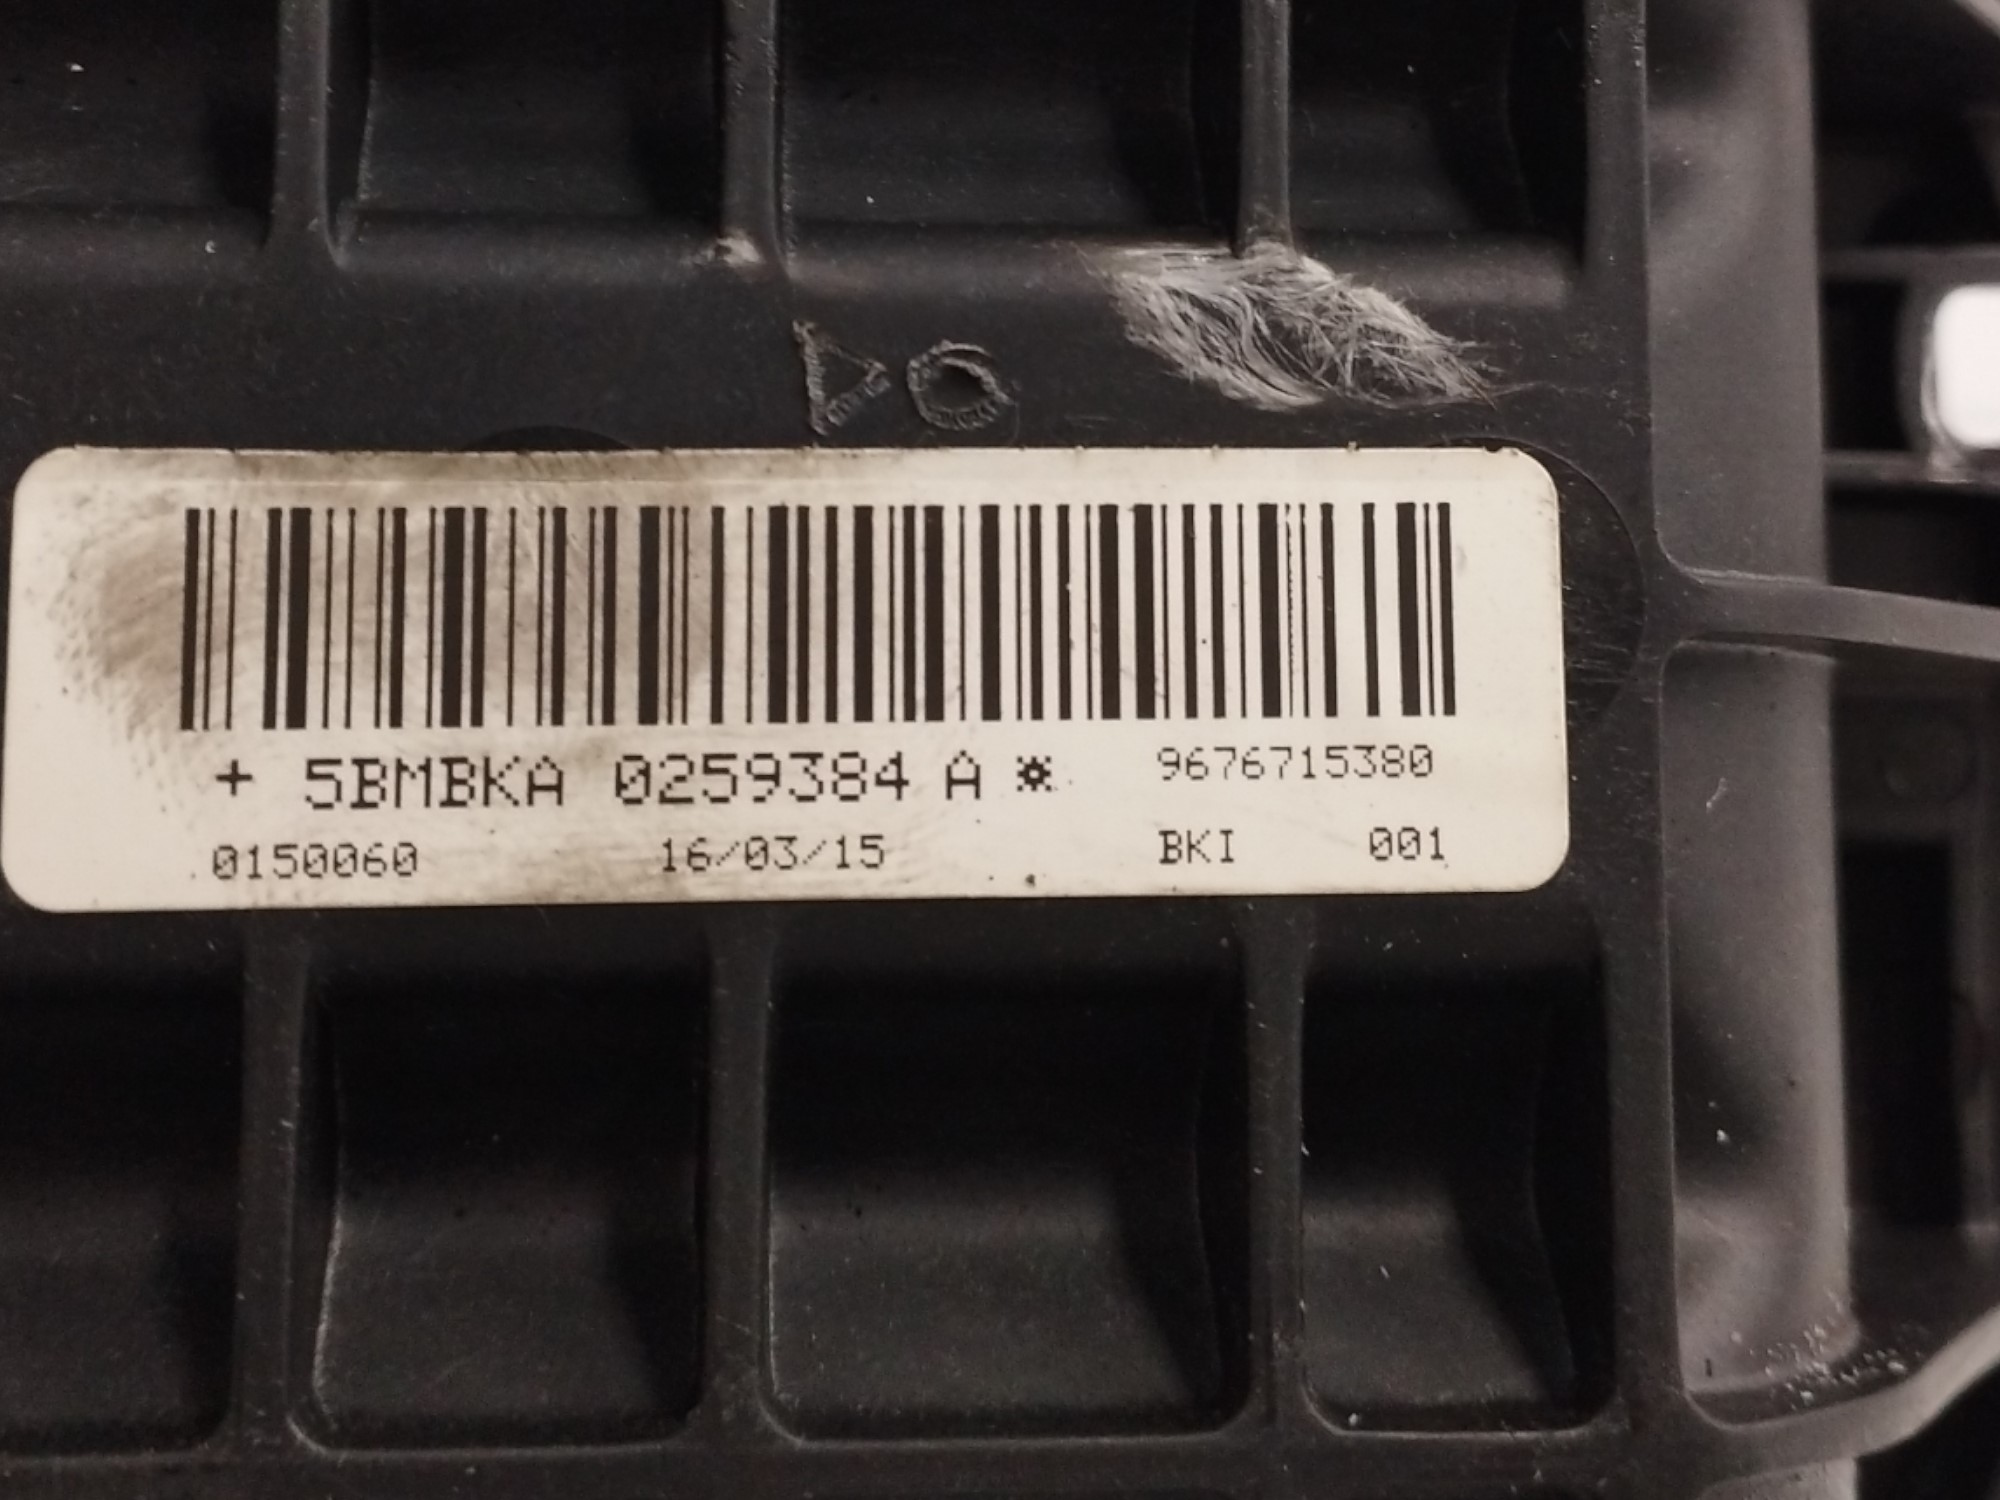 + 5BMBKA 0259384 A * 9676715380
0150060 16/03/15 BKI 001